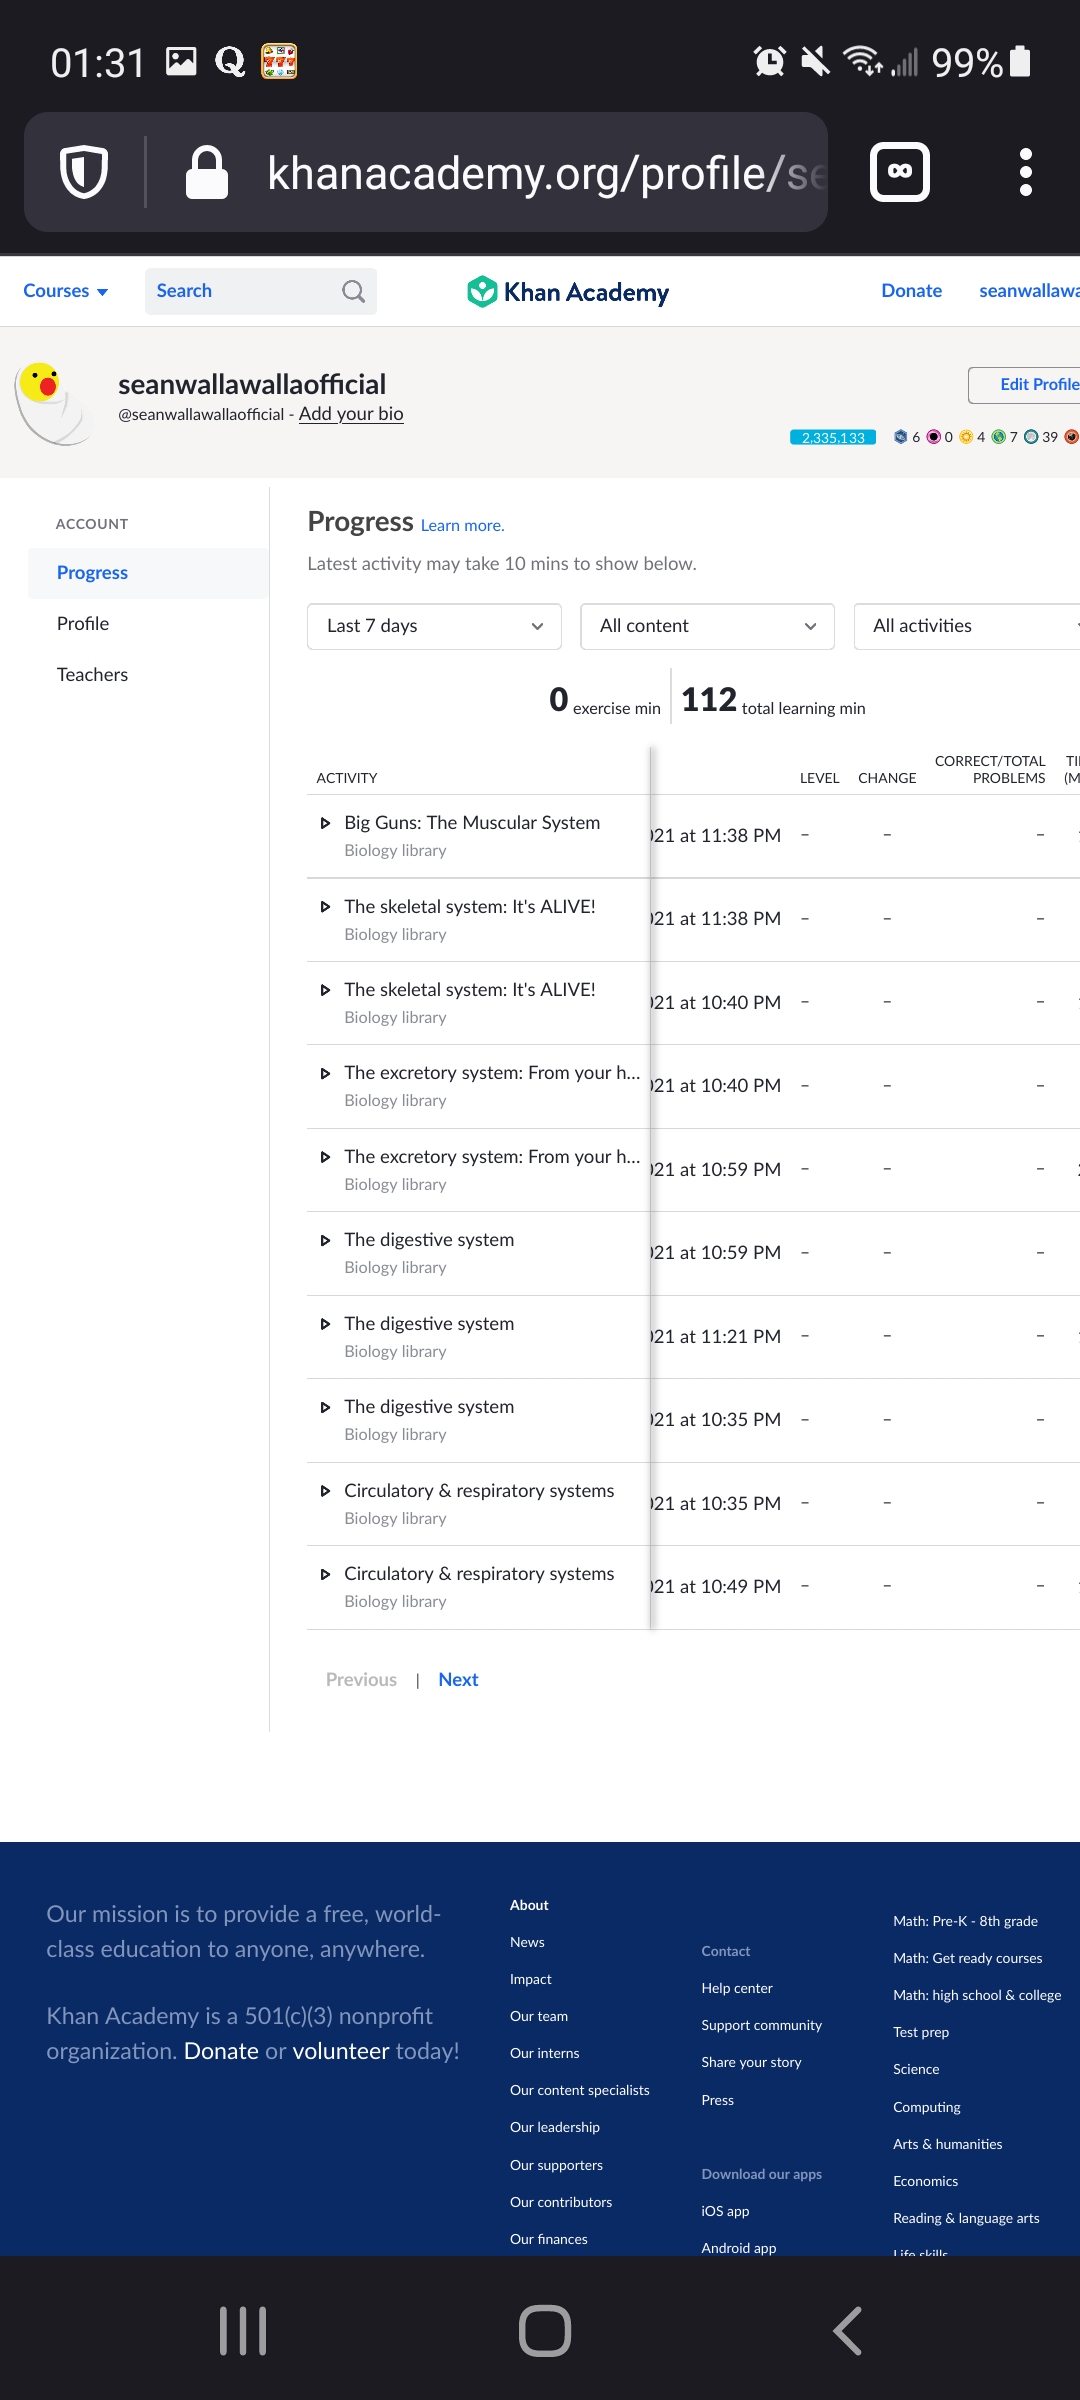 01:31 Q 99%
khanacademy.org/profile/se
Courses Search Khan Academy Donate seanwallawa
seanwallawallaofficial
@seanwallawallaofficial - Add your bio
Edit Profile
2,335,133 6 0 4 7 39
ACCOUNT
Progress
Profile
Teachers
Progress Learn more.
Latest activity may take 10 mins to show below.
Last 7 days All content All activities
0 exercise min 112 total learning min
ACTIVITY LEVEL CHANGE CORRECT/TOTAL PROBLEMS
Big Guns: The Muscular System
Biology library
021 at 11:38 PM – – –
The skeletal system: It's ALIVE!
Biology library
021 at 11:38 PM – – –
The skeletal system: It's ALIVE!
Biology library
021 at 10:40 PM – – –
The excretory system: From your h...
Biology library
021 at 10:40 PM – – –
The excretory system: From your h...
Biology library
021 at 10:59 PM – – –
The digestive system
Biology library
021 at 10:59 PM – – –
The digestive system
Biology library
021 at 11:21 PM – – –
The digestive system
Biology library
021 at 10:35 PM – – –
Circulatory & respiratory systems
Biology library
021 at 10:35 PM – – –
Circulatory & respiratory systems
Biology library
021 at 10:49 PM – – –
Previous | Next
Our mission is to provide a free, world-
class education to anyone, anywhere.
Khan Academy is a 501(c)(3) nonprofit
organization. Donate or volunteer today!
About
News
Impact
Our team
Our interns
Our content specialists
Our leadership
Our supporters
Our contributors
Our finances
Contact
Help center
Support community
Share your story
Press
Download our apps
iOS app
Android app
Math: Pre-K - 8th grade
Math: Get ready courses
Math: high school & college
Test prep
Science
Computing
Arts & humanities
Economics
Reading & language arts
Life skills